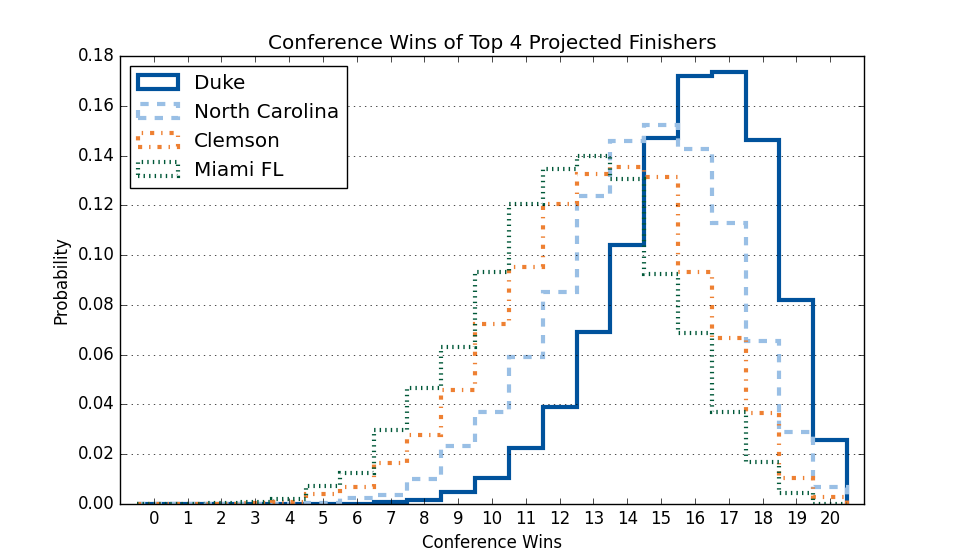 Conference Wins of Top 4 Projected Finishers
Duke
North Carolina
Clemson
Miami FL
0.18
0.16
0.14
0.12
0.10
0.08
0.06
0.04
0.02
0.00
Probability
0 1 2 3 4 5 6 7 8 9 10 11 12 13 14 15 16 17 18 19 20
Conference Wins